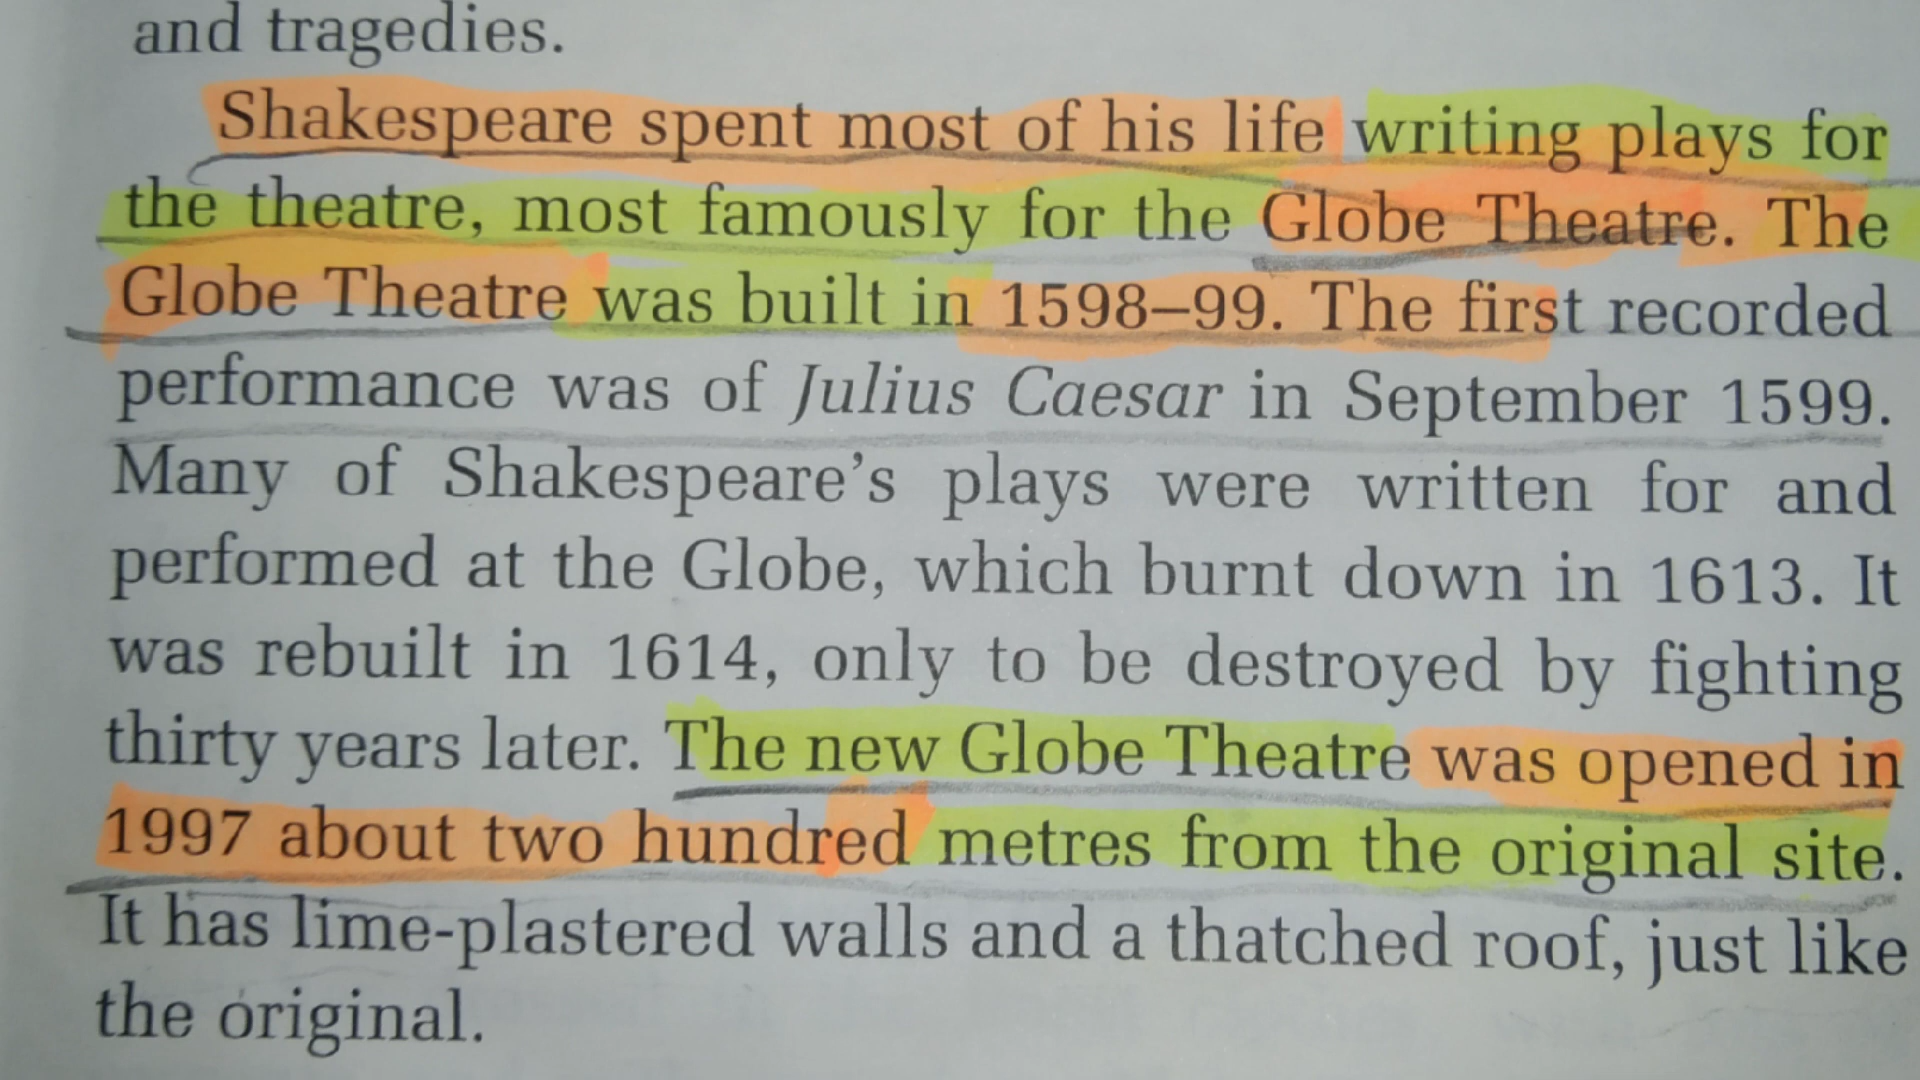 and tragedies.
Shakespeare spent most of his life writing plays for
the theatre, most famously for the Globe Theatre. The
Globe Theatre was built in 1598–99. The first recorded
performance was of Julius Caesar in September 1599.
Many of Shakespeare’s plays were written for and
performed at the Globe, which burnt down in 1613. It
was rebuilt in 1614, only to be destroyed by fighting
thirty years later. The new Globe Theatre was opened in
1997 about two hundred metres from the original site.
It has lime-plastered walls and a thatched roof, just like
the original.